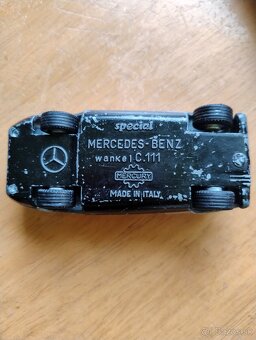 special
MERCEDES-BENZ
wankel C.111
MERCURY
MADE IN ITALY